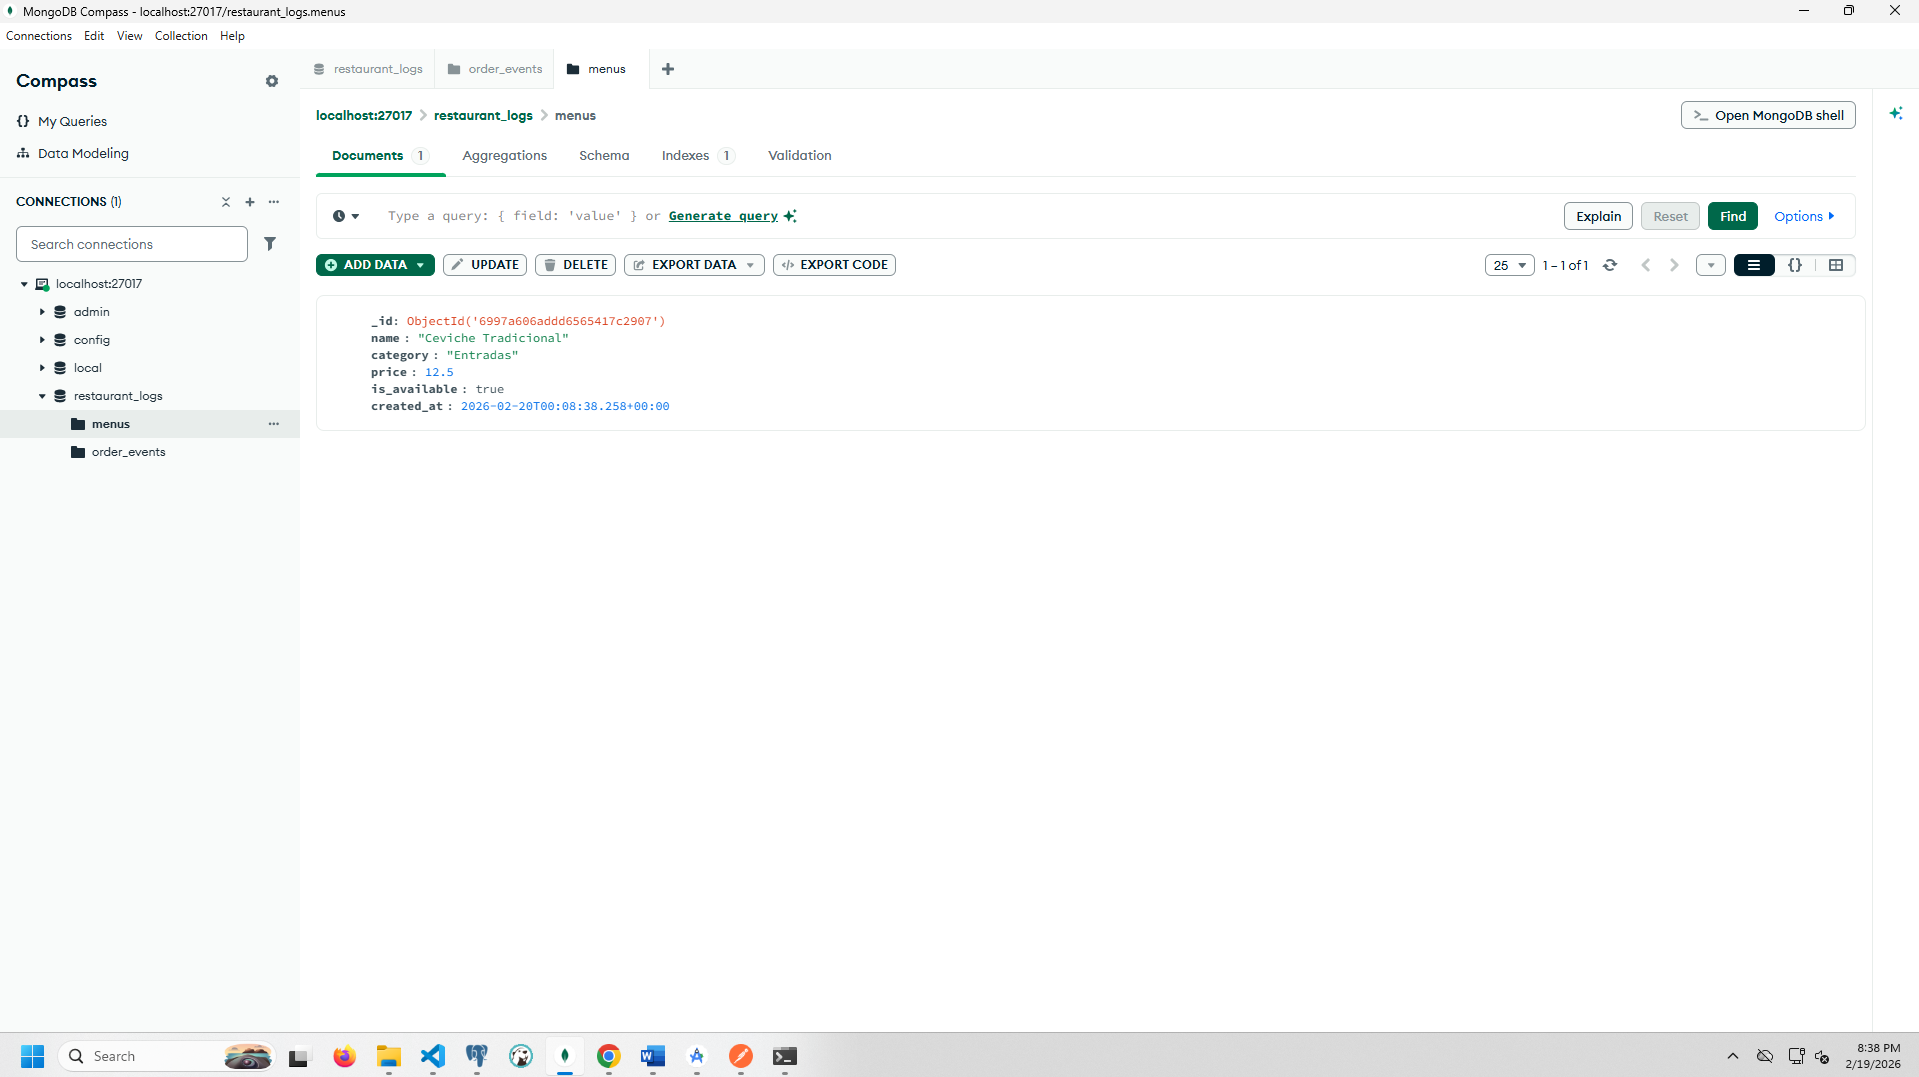 MongoDB Compass - localhost:27017/restaurant_logs.menus
Connections Edit View Collection Help
Compass
My Queries
Data Modeling
CONNECTIONS (1)
Search connections
localhost:27017
admin
config
local
restaurant_logs
menus
order_events
restaurant_logs order_events menus
localhost:27017 > restaurant_logs > menus
>_ Open MongoDB shell
Documents 1 Aggregations Schema Indexes 1 Validation
Type a query: { field: 'value' } or Generate query
Explain Reset Find Options
ADD DATA UPDATE DELETE EXPORT DATA EXPORT CODE
25 1–1 of 1
_id: ObjectId('6997a606addd6565417c2907')
name : "Ceviche Tradicional"
category : "Entradas"
price : 12.5
is_available : true
created_at : 2026-02-20T00:08:38.258+00:00
Search
8:38 PM
2/19/2026